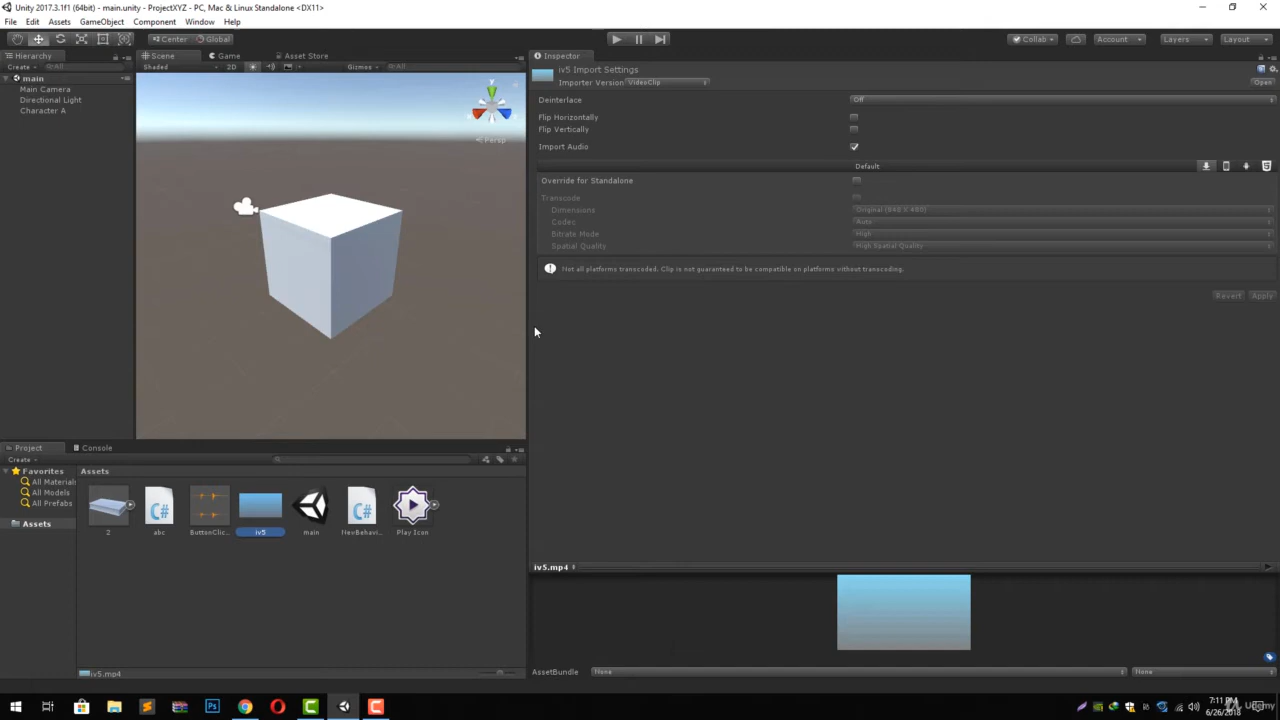 Unity 2017.3.1f1 (64bit) - main.unity - ProjectXYZ - PC, Mac & Linux Standalone <DX11>
File Edit Assets GameObject Component Window Help
Center Global Collab Account Layers Layout
Hierarchy Scene Game Asset Store Inspector
Create All Shaded 2D Gizmos All
iv5 Import Settings
main
Importer Version VideoClip Open
Main Camera
Directional Light
Character A
Persp
Deinterlace Off
Flip Horizontally
Flip Vertically
Import Audio
Default
Override for Standalone
Transcode
Dimensions Original (848 X 480)
Codec Auto
Bitrate Mode High
Spatial Quality High Spatial Quality
Not all platforms transcoded. Clip is not guaranteed to be compatible on platforms without transcoding.
Revert Apply
Project Console
Create
Favorites Assets
All Material
All Models
All Prefabs
Assets
2 abc ButtonClic... iv5 main NewBehavi... Play Icon
iv5.mp4
iv5.mp4
AssetBundle None None
7:11 PM
6/26/2018
Udemy